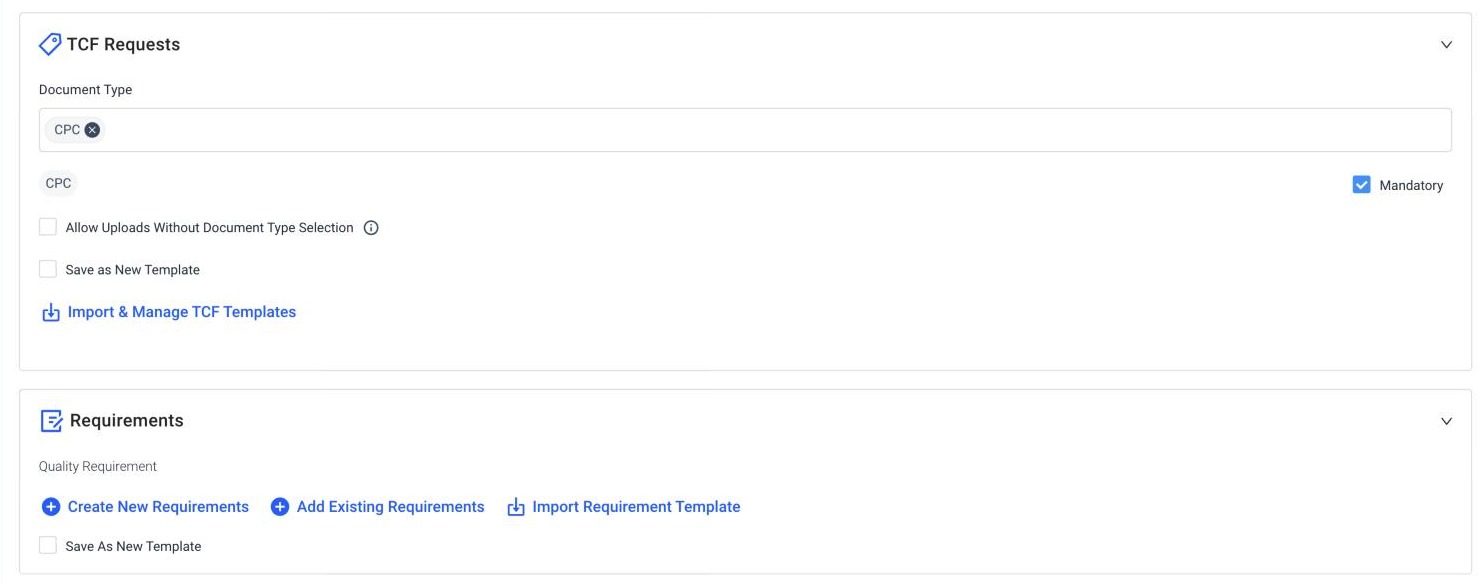 TCF Requests
Document Type
CPC
CPC
Mandatory
Allow Uploads Without Document Type Selection
Save as New Template
Import & Manage TCF Templates
Requirements
Quality Requirement
Create New Requirements Add Existing Requirements Import Requirement Template
Save As New Template